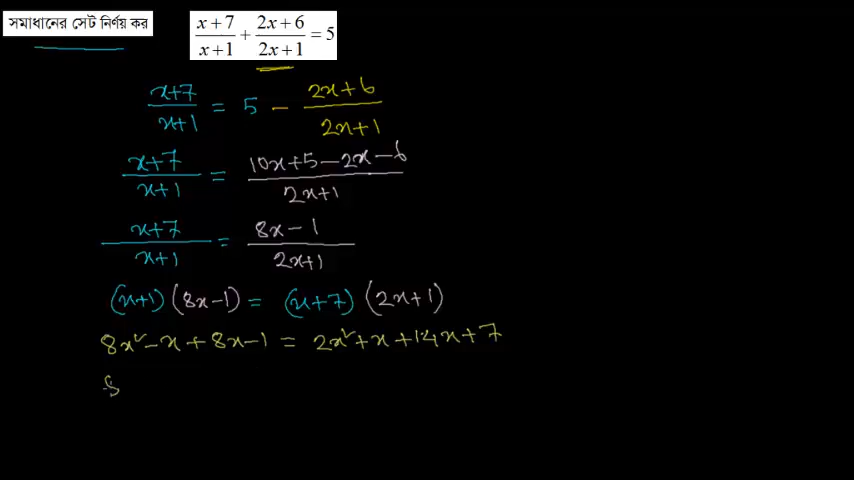 সমাধানের সেট নির্ণয় কর
(x+7)/(x+1) + (2x+6)/(2x+1) = 5
(x+7)/(x+1) = 5 - (2x+6)/(2x+1)
(x+7)/(x+1) = (10x+5-2x-6)/(2x+1)
(x+7)/(x+1) = (8x-1)/(2x+1)
(x+1)(8x-1) = (x+7)(2x+1)
8x²-x+8x-1 = 2x²+x+14x+7
8